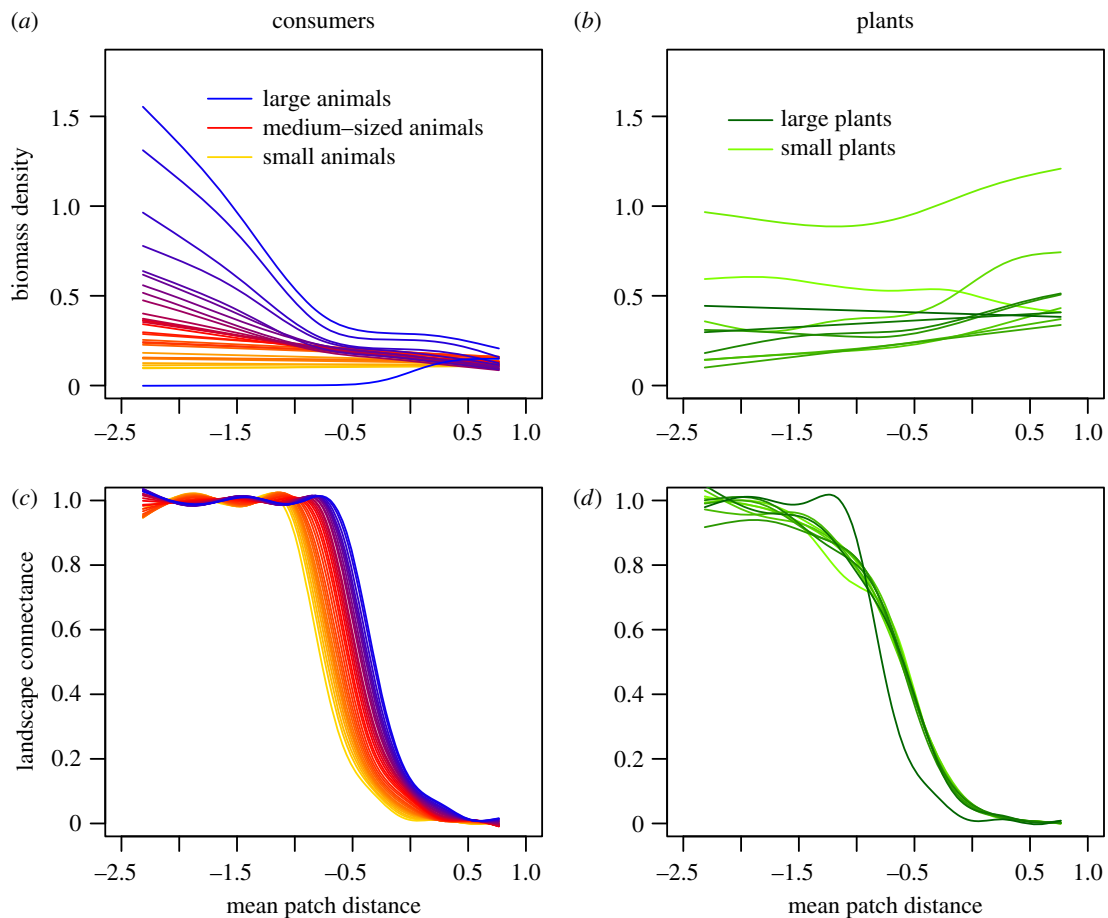 (a) consumers
1.5
1.0
0.5
0
biomass density
large animals
medium–sized animals
small animals
−2.5 −1.5 −0.5 0.5 1.0
(b) plants
1.5
1.0
0.5
0
large plants
small plants
−2.5 −1.5 −0.5 0.5 1.0
(c)
1.0
0.8
0.6
0.4
0.2
0
landscape connectance
−2.5 −1.5 −0.5 0.5 1.0
mean patch distance
(d)
1.0
0.8
0.6
0.4
0.2
0
−2.5 −1.5 −0.5 0.5 1.0
mean patch distance